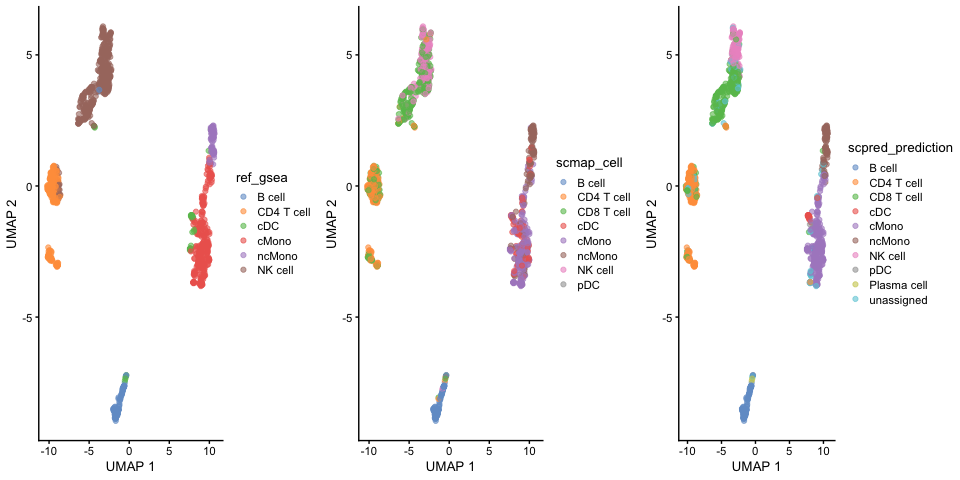 UMAP 2
5
0
-5
-10
-5
0
5
10
UMAP 1
ref_gsea
B cell
CD4 T cell
cDC
cMono
ncMono
NK cell
UMAP 2
5
0
-5
-10
-5
0
5
10
UMAP 1
scmap_cell
B cell
CD4 T cell
CD8 T cell
cDC
cMono
ncMono
NK cell
pDC
UMAP 2
5
0
-5
-10
-5
0
5
10
UMAP 1
scpred_prediction
B cell
CD4 T cell
CD8 T cell
cDC
cMono
ncMono
NK cell
pDC
Plasma cell
unassigned